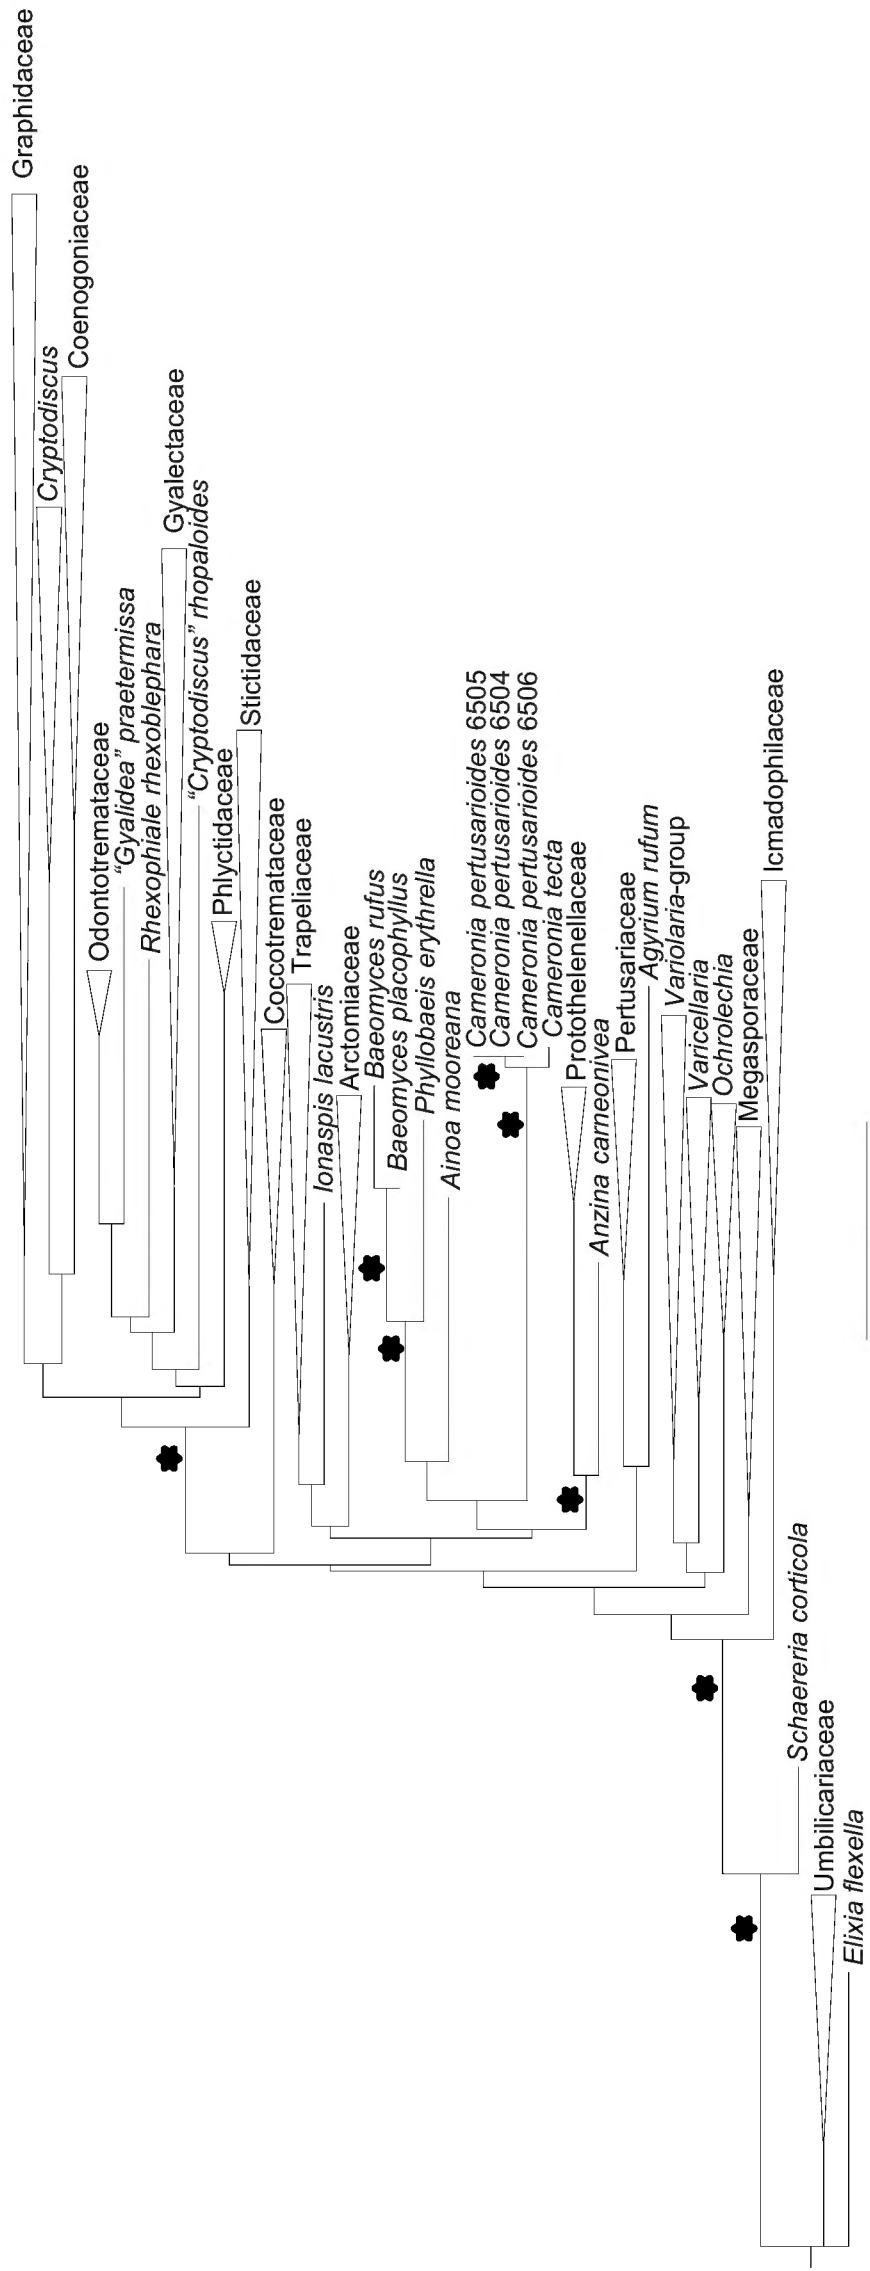 Graphidaceae
Cryptodiscus
Coenogoniaceae
Odontotremataceae
“Gyalidea” praetermissa
Rhexophiale rhexoblephara
Gyalectaceae
“Cryptodiscus” rhopaloides
Phlyctidaceae
Stictidaceae
Coccotremataceae
Trapeliaceae
Ionaspis lacustris
Arctomiaceae
Baeomyces rufus
Baeomyces placophyllus
Phyllobaeis erythrella
Ainoa mooreana
Cameronia pertusarioides 6505
Cameronia pertusarioides 6504
Cameronia pertusarioides 6506
Cameronia tecta
Protothelenellaceae
Anzina carneonivea
Pertusariaceae
Agyrium rufum
Variolaria-group
Varicellaria
Ochrolechia
Megasporaceae
Icmadophilaceae
Schaereria corticola
Umbilicariaceae
Elixia flexella